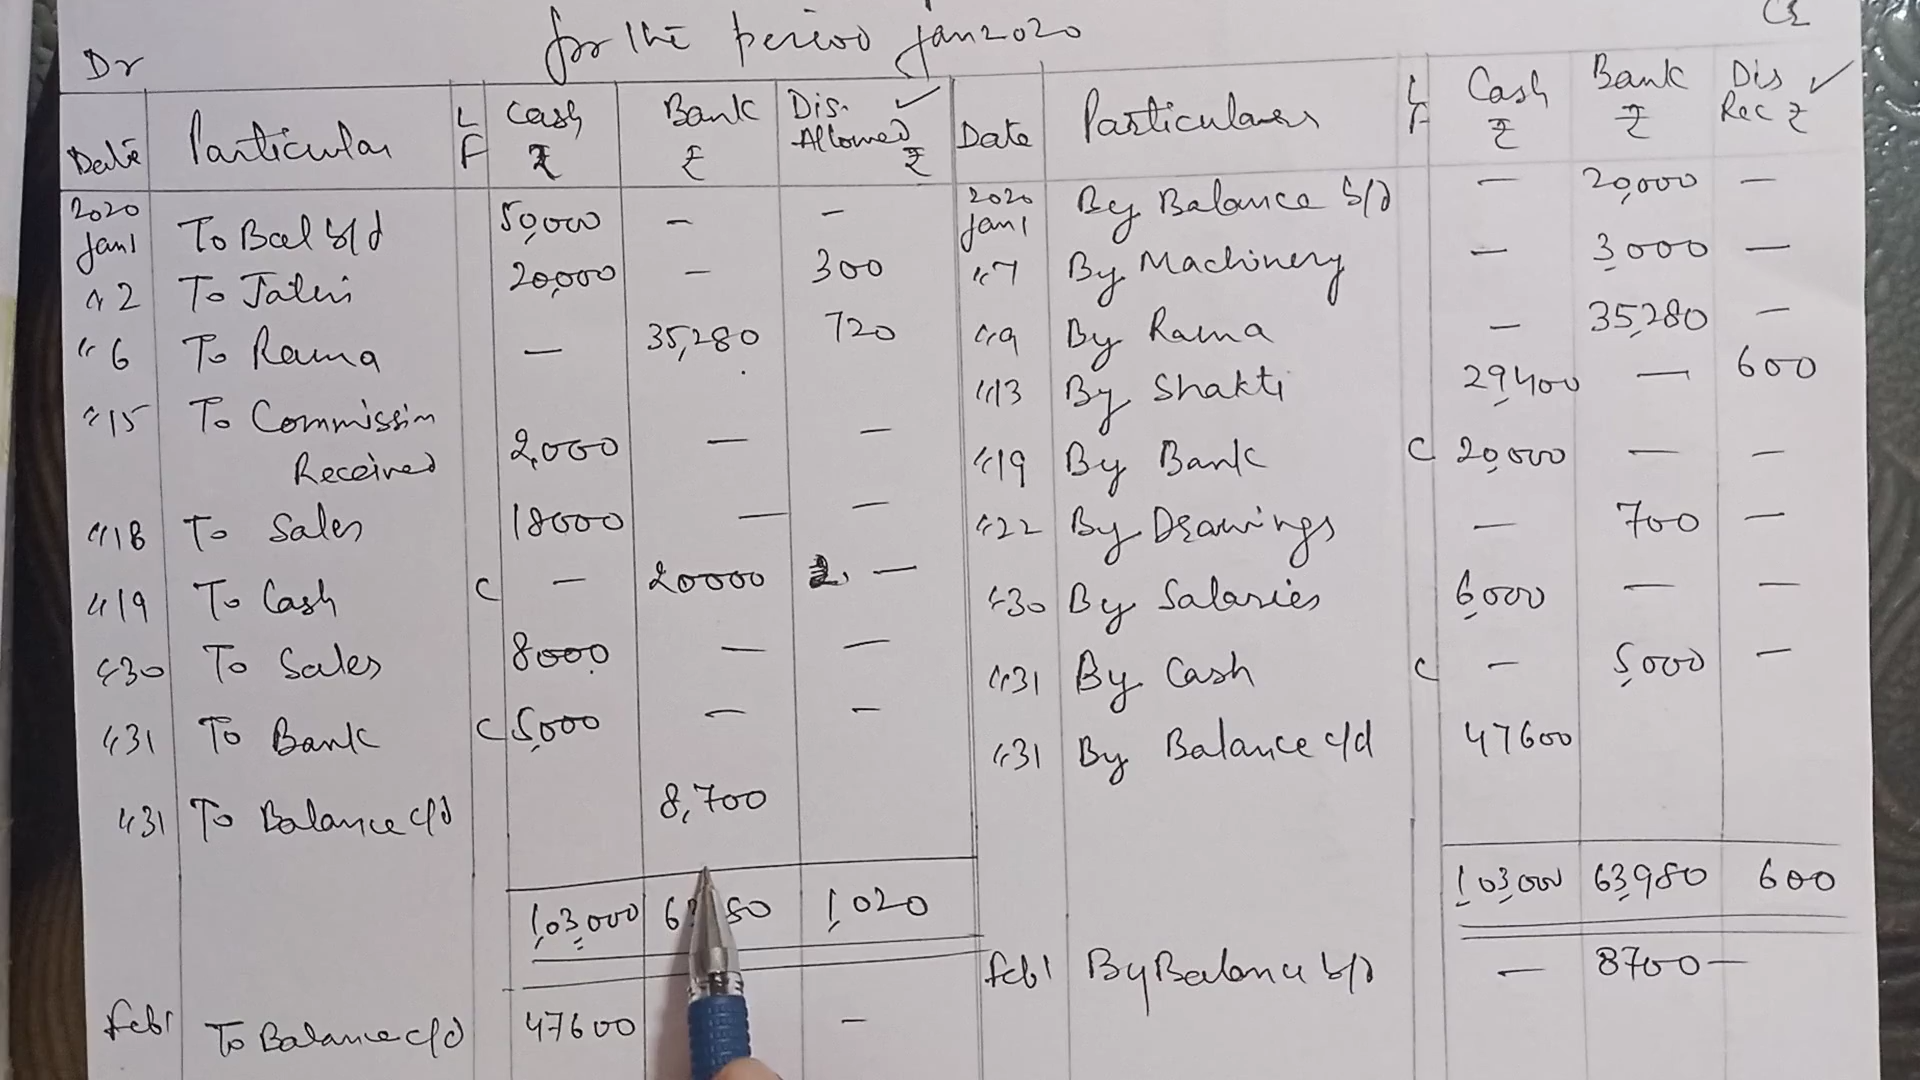 for the period jan 2020
Dr Cr
Date Particular L F Cash ₹ Bank ₹ Dis. Allowed ₹ Date Particulares L F Cash ₹ Bank ₹ Dis Rec ₹
2020 Jan 1 To Bal b/d 50,000 – – 2020 Jan 1 By Balance b/d – 20,000 –
" 2 To Jatin 20,000 – 300 " 7 By Machinery – 3000 –
" 6 To Rama – 35,280 720 " 9 By Rama – 35,280 –
" 13 By Shakti 29,400 – 600
" 15 To Commission
Received 2,000 – – " 19 By Bank C 20,000 – –
" 18 To Sales 18000 – – " 22 By Drawings – 700 –
" 19 To Cash C – 20000 – " 30 By Salaries 6,000 – –
" 30 To Sales 8000 – – " 31 By Cash C – 5,000 –
" 31 To Bank C 5,000 – – " 31 By Balance c/d 47600
" 31 To Balance c/d 8,700
1,03,000 1,020 1,03,000 63,980 600
Feb 1 By Balance b/d – 8700 –
Feb 1 To Balance c/d 47600 –